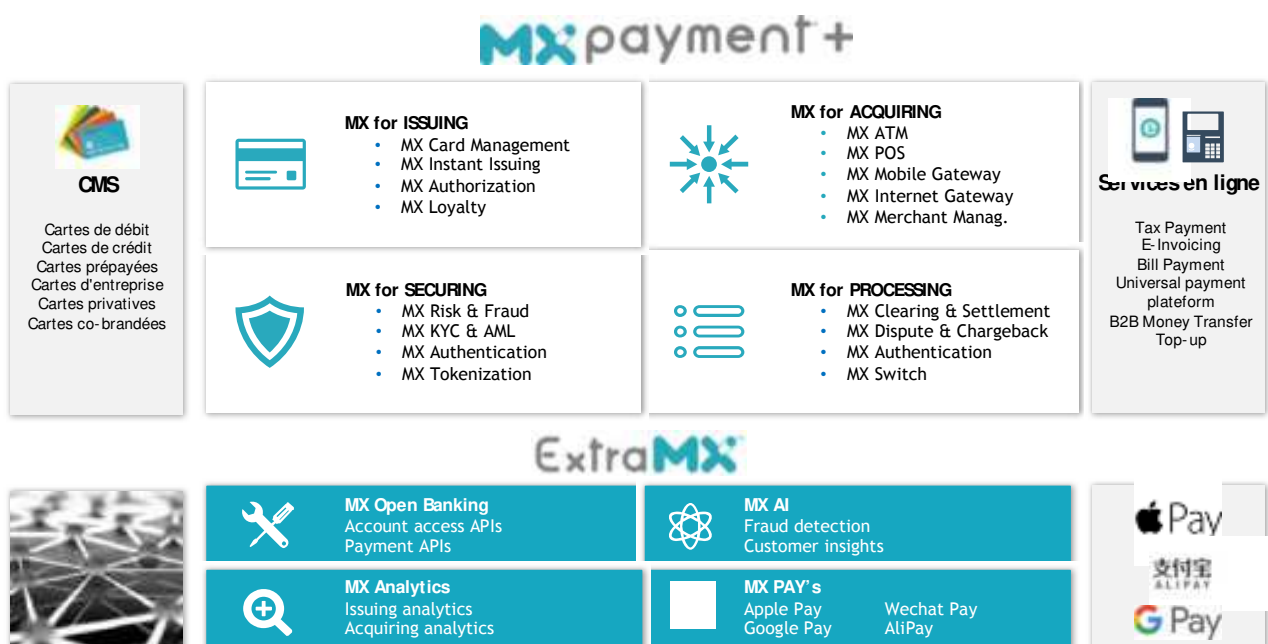 MX payment +
CMS
Cartes de débit
Cartes de crédit
Cartes prépayées
Cartes d'entreprise
Cartes privatives
Cartes co-brandées
MX for ISSUING
• MX Card Management
• MX Instant Issuing
• MX Authorization
• MX Loyalty
MX for ACQUIRING
• MX ATM
• MX POS
• MX Mobile Gateway
• MX Internet Gateway
• MX Merchant Manag.
MX for SECURING
• MX Risk & Fraud
• MX KYC & AML
• MX Authentication
• MX Tokenization
MX for PROCESSING
• MX Clearing & Settlement
• MX Dispute & Chargeback
• MX Authentication
• MX Switch
Services en ligne
Tax Payment
E-Invoicing
Bill Payment
Universal payment
plateform
B2B Money Transfer
Top-up
ExtraMX
MX Open Banking
Account access APIs
Payment APIs
MX AI
Fraud detection
Customer insights
MX Analytics
Issuing analytics
Acquiring analytics
MX PAY's
Apple Pay Wechat Pay
Google Pay AliPay
Pay
支付宝
ALIPAY
G Pay